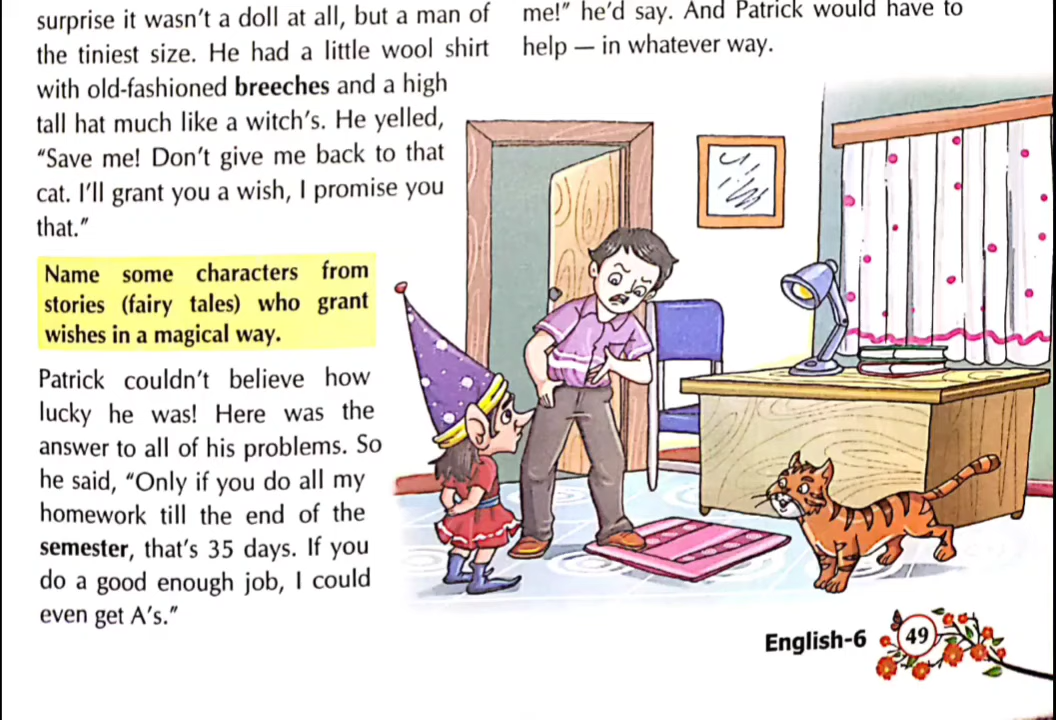 surprise it wasn't a doll at all, but a man of
the tiniest size. He had a little wool shirt
with old-fashioned breeches and a high
tall hat much like a witch's. He yelled,
"Save me! Don't give me back to that
cat. I'll grant you a wish, I promise you
that."
Name some characters from
stories (fairy tales) who grant
wishes in a magical way.
Patrick couldn't believe how
lucky he was! Here was the
answer to all of his problems. So
he said, "Only if you do all my
homework till the end of the
semester, that's 35 days. If you
do a good enough job, I could
even get A's."
me!" he'd say. And Patrick would have to
help — in whatever way.
English-6 49